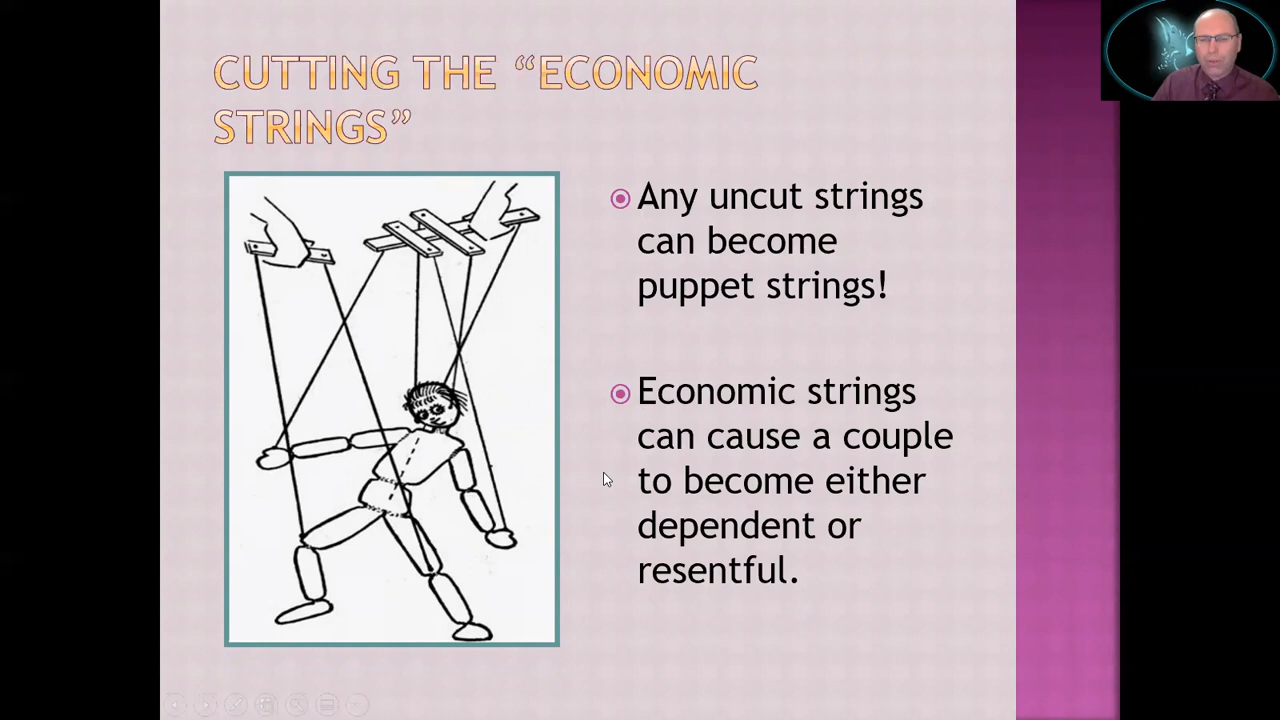 CUTTING THE “ECONOMIC
STRINGS”
Any uncut strings
can become
puppet strings!
Economic strings
can cause a couple
to become either
dependent or
resentful.